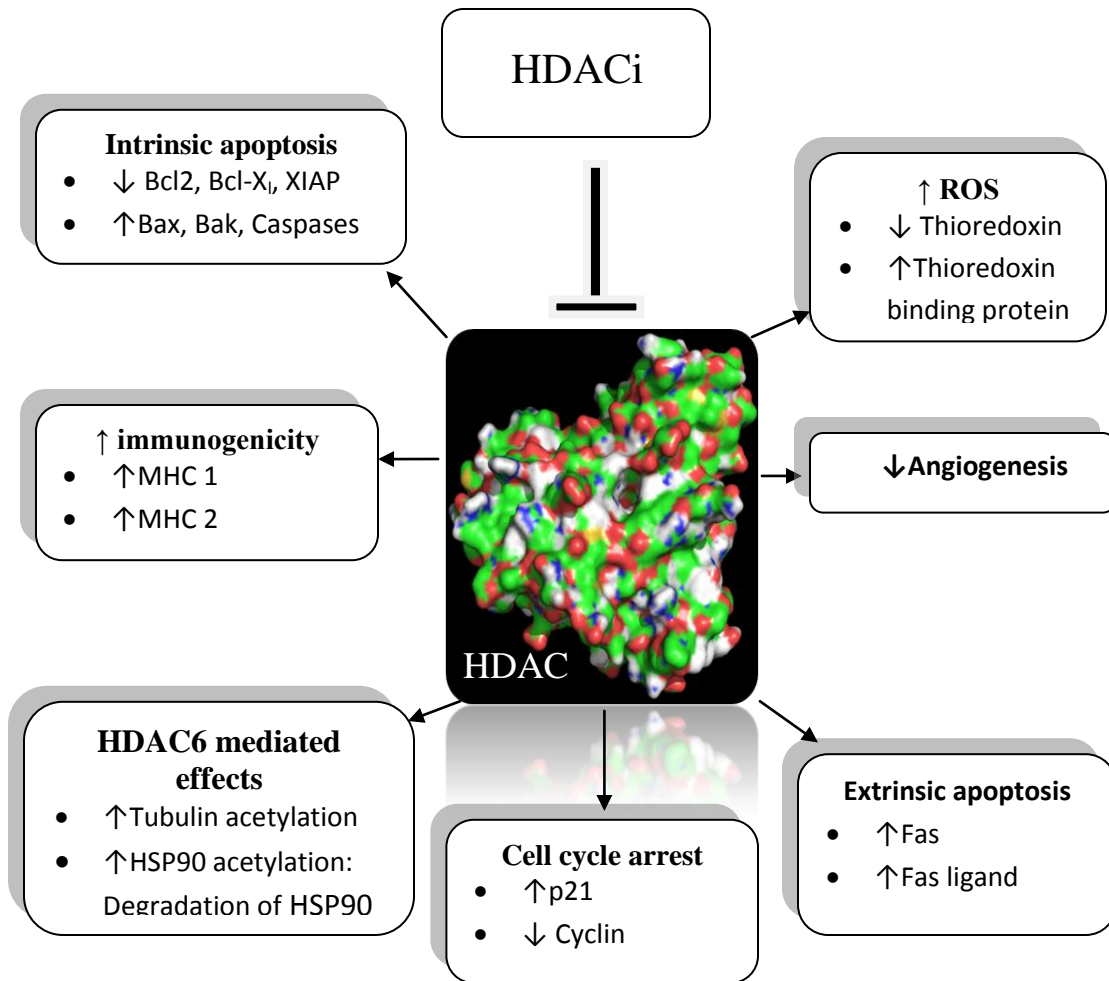 HDACi
Intrinsic apoptosis
• ↓ Bcl2, Bcl-Xₗ, XIAP
• ↑Bax, Bak, Caspases
↑ ROS
• ↓ Thioredoxin
• ↑Thioredoxin
binding protein
↑ immunogenicity
• ↑MHC 1
• ↑MHC 2
↓Angiogenesis
HDAC
HDAC6 mediated
effects
• ↑Tubulin acetylation
• ↑HSP90 acetylation:
Degradation of HSP90
Cell cycle arrest
• ↑p21
• ↓ Cyclin
Extrinsic apoptosis
• ↑Fas
• ↑Fas ligand